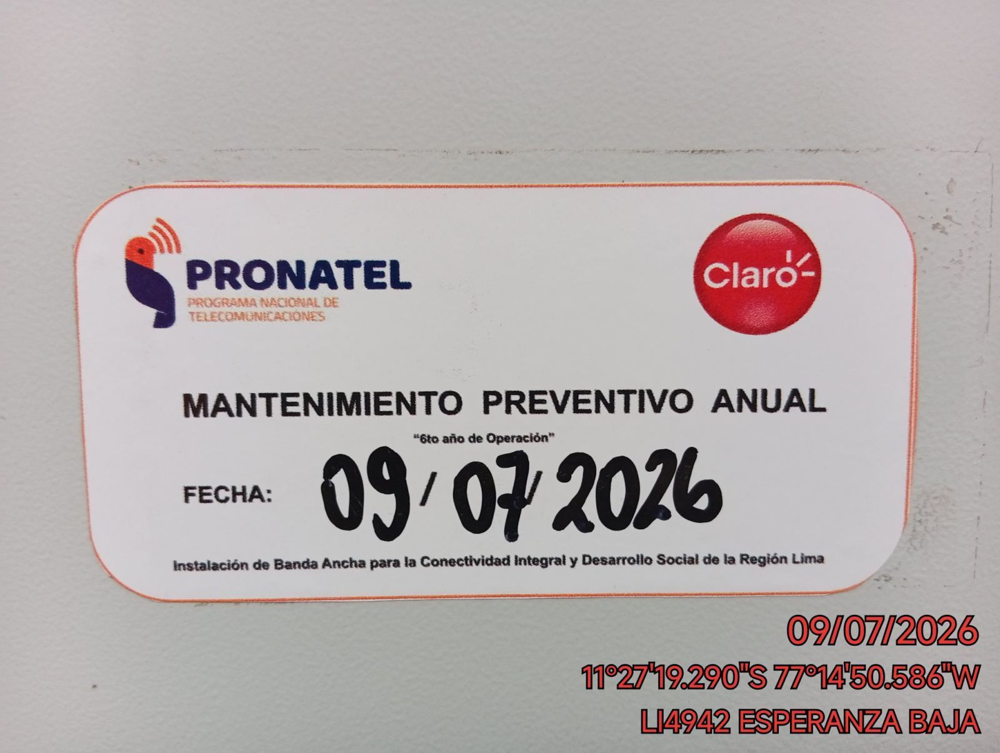 PRONATEL
PROGRAMA NACIONAL DE
TELECOMUNICACIONES
Claro
MANTENIMIENTO PREVENTIVO ANUAL
"6to año de Operación"
FECHA: 09/07/2026
Instalación de Banda Ancha para la Conectividad Integral y Desarrollo Social de la Región Lima
09/07/2026
11°27'19.290"S 77°14'50.586"W
LI4942 ESPERANZA BAJA